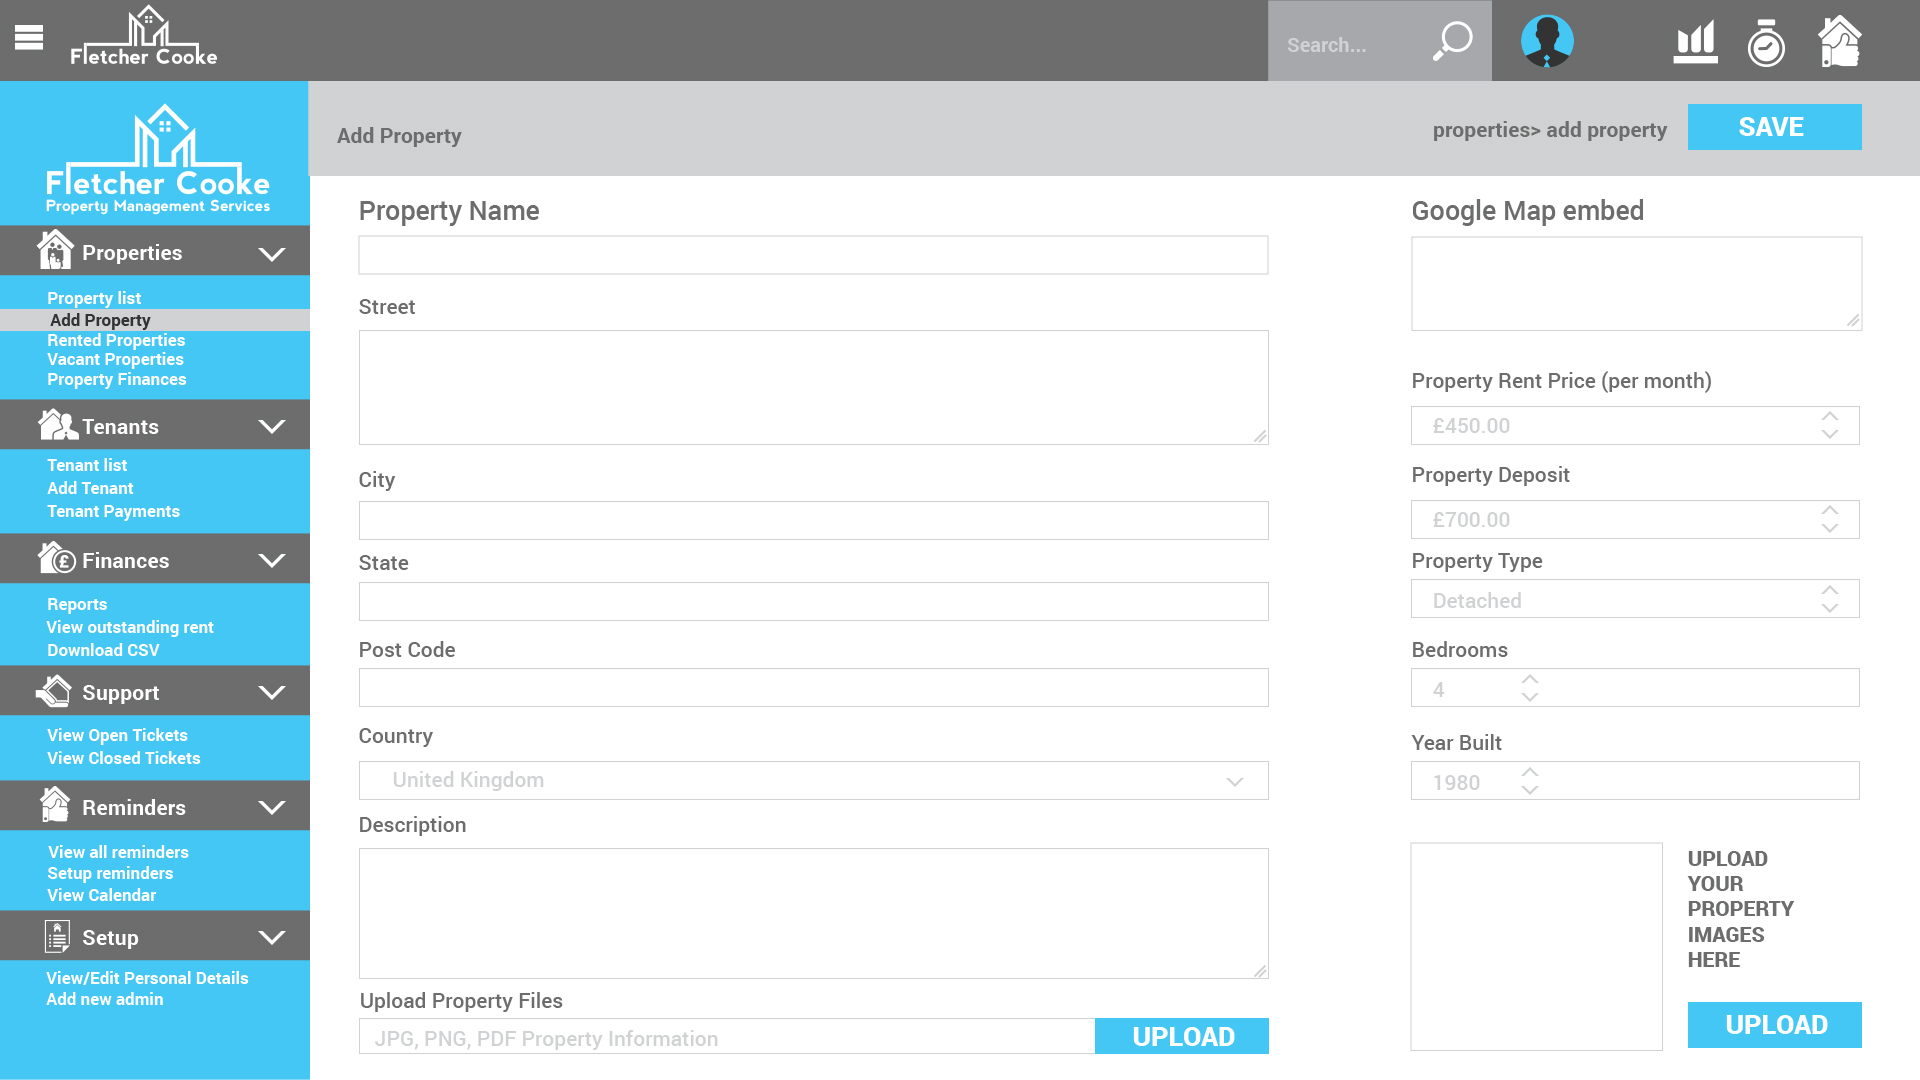 Fletcher Cooke
Search...
Fletcher Cooke
Property Management Services
Properties
Property list
Add Property
Rented Properties
Vacant Properties
Property Finances
Tenants
Tenant list
Add Tenant
Tenant Payments
£
Finances
Reports
View outstanding rent
Download CSV
Support
View Open Tickets
View Closed Tickets
Reminders
View all reminders
Setup reminders
View Calendar
Setup
View/Edit Personal Details
Add new admin
Add Property
properties> add property
SAVE
Property Name
Street
City
State
Post Code
Country
United Kingdom
Description
Upload Property Files
JPG, PNG, PDF Property Information
UPLOAD
Google Map embed
Property Rent Price (per month)
£450.00
Property Deposit
£700.00
Property Type
Detached
Bedrooms
4
Year Built
1980
UPLOAD
YOUR
PROPERTY
IMAGES
HERE
UPLOAD